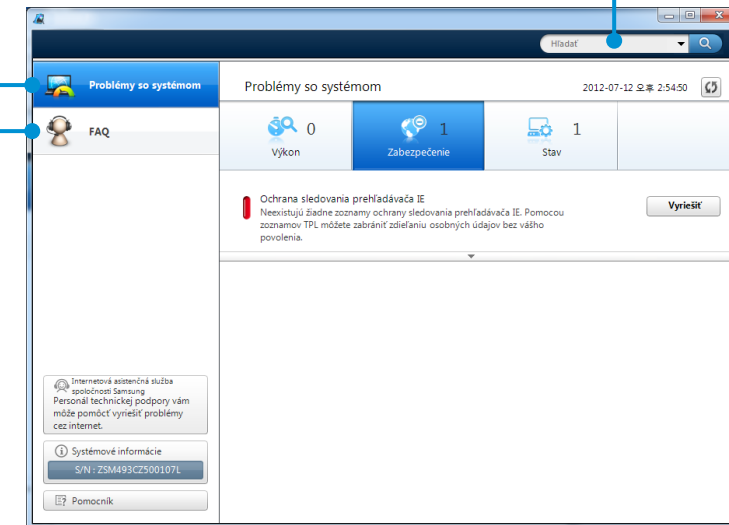 Hľadať
Problémy so systémom
FAQ
Problémy so systémom
2012-07-12 오후 2:54:50
0
Výkon
1
Zabezpečenie
1
Stav
Ochrana sledovania prehľadávača IE
Neexistujú žiadne zoznamy ochrany sledovania prehľadávača IE. Pomocou
zoznamov TPL môžete zabrániť zdieľaniu osobných údajov bez vášho
povolenia.
Vyriešiť
Internetová asistenčná služba
spoločnosti Samsung
Personál technickej podpory vám
môže pomôcť vyriešiť problémy
cez internet.
Systémové informácie
S/N : ZSM493CZ500107L
Pomocník